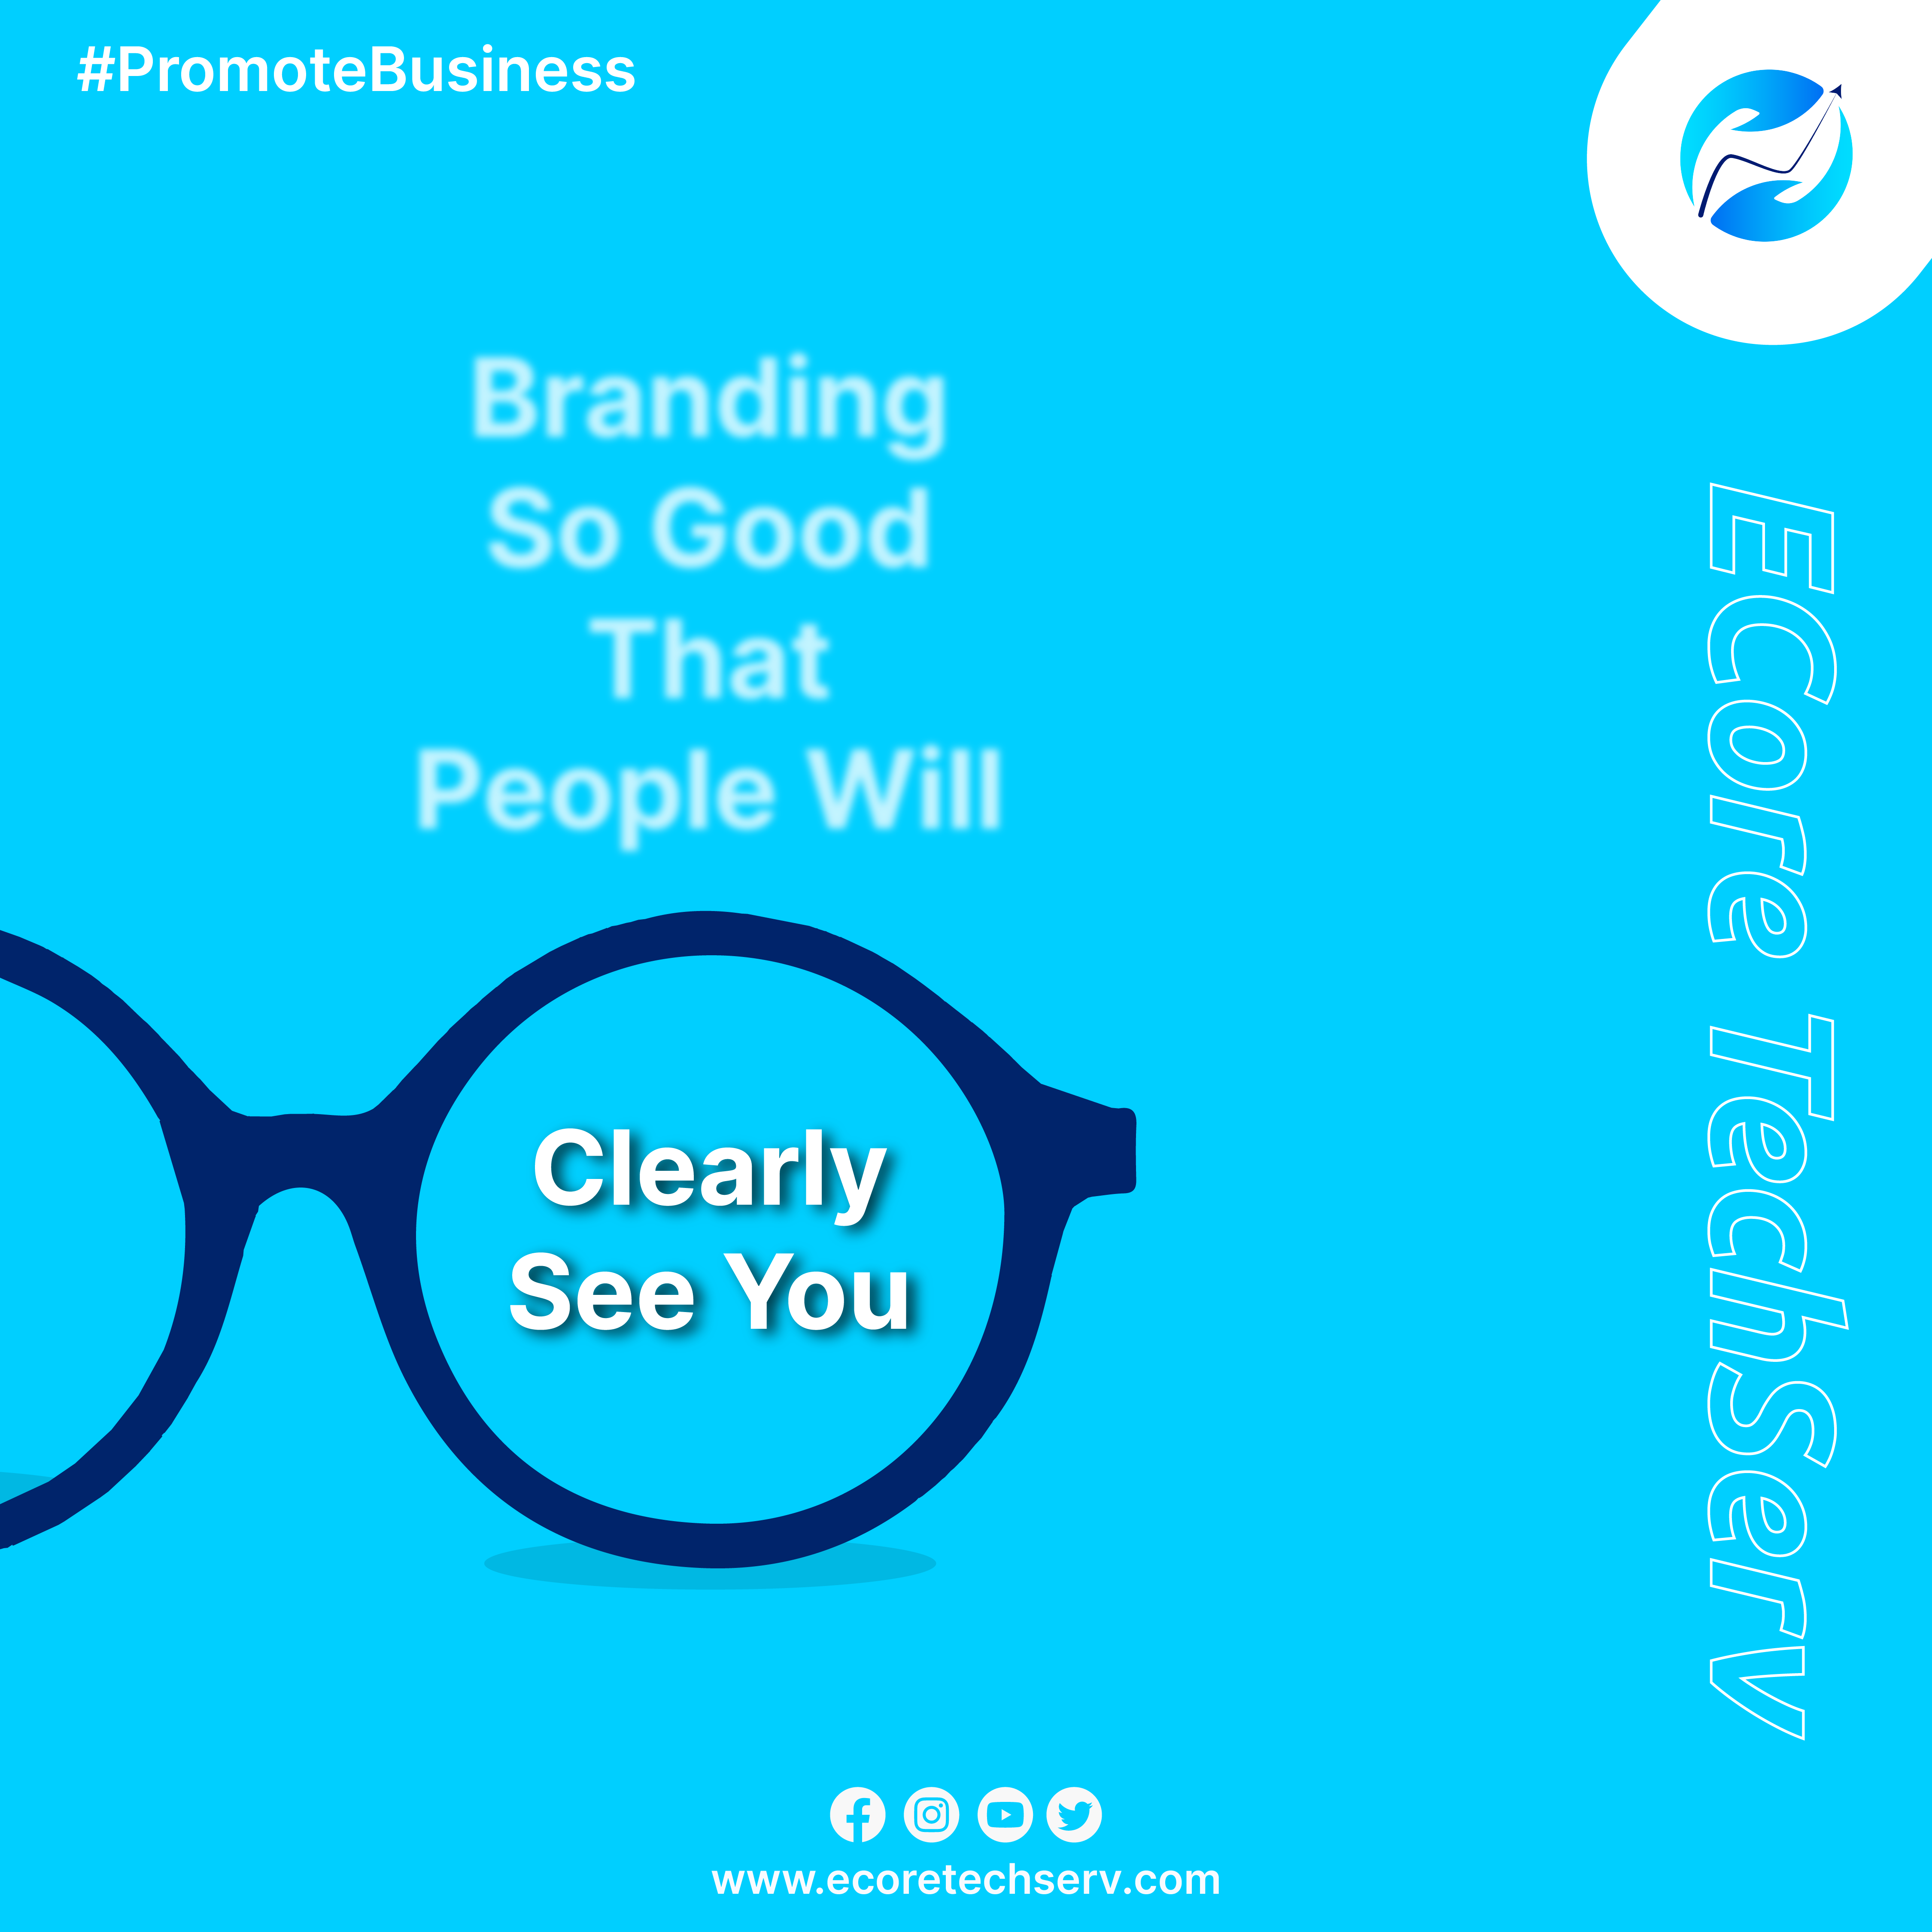 #PromoteBusiness
Branding
So Good
That
People Will
Clearly
See You
ECore TechServ
www.ecoretechserv.com